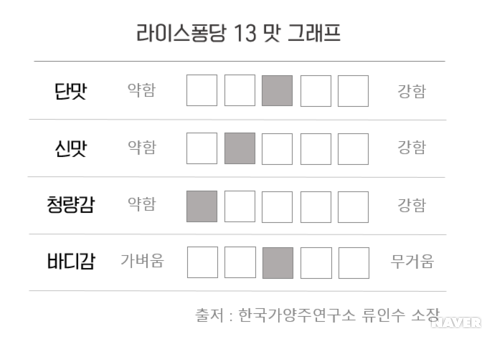 라이스퐁당 13 맛 그래프
단맛 약함 강함
신맛 약함 강함
청량감 약함 강함
바디감 가벼움 무거움
출저 : 한국가양주연구소 류인수 소장
NAVER